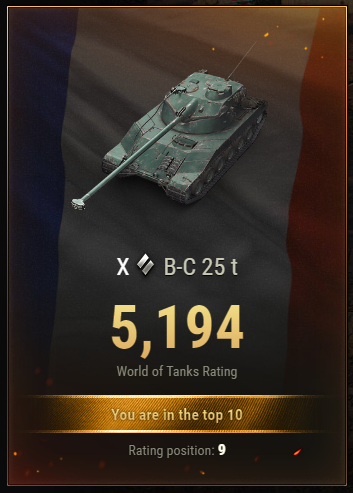 X B-C 25 t
5,194
World of Tanks Rating
You are in the top 10
Rating position: 9